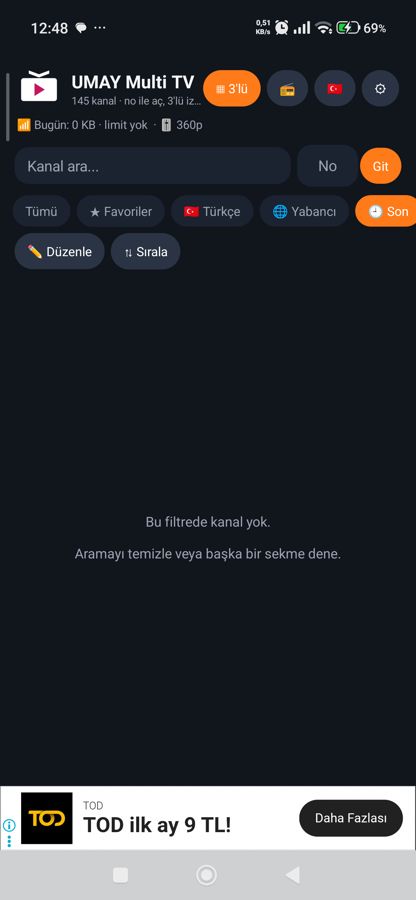 12:48 ... 0,51 KB/s 69%
UMAY Multi TV
145 kanal · no ile aç, 3'lü iz...
3'lü
Bugün: 0 KB · limit yok · 360p
Kanal ara... No Git
Tümü ★ Favoriler Türkçe Yabancı Son
Düzenle ↑↓ Sırala
Bu filtrede kanal yok.
Aramayı temizle veya başka bir sekme dene.
TOD
TOD
TOD ilk ay 9 TL!
Daha Fazlası